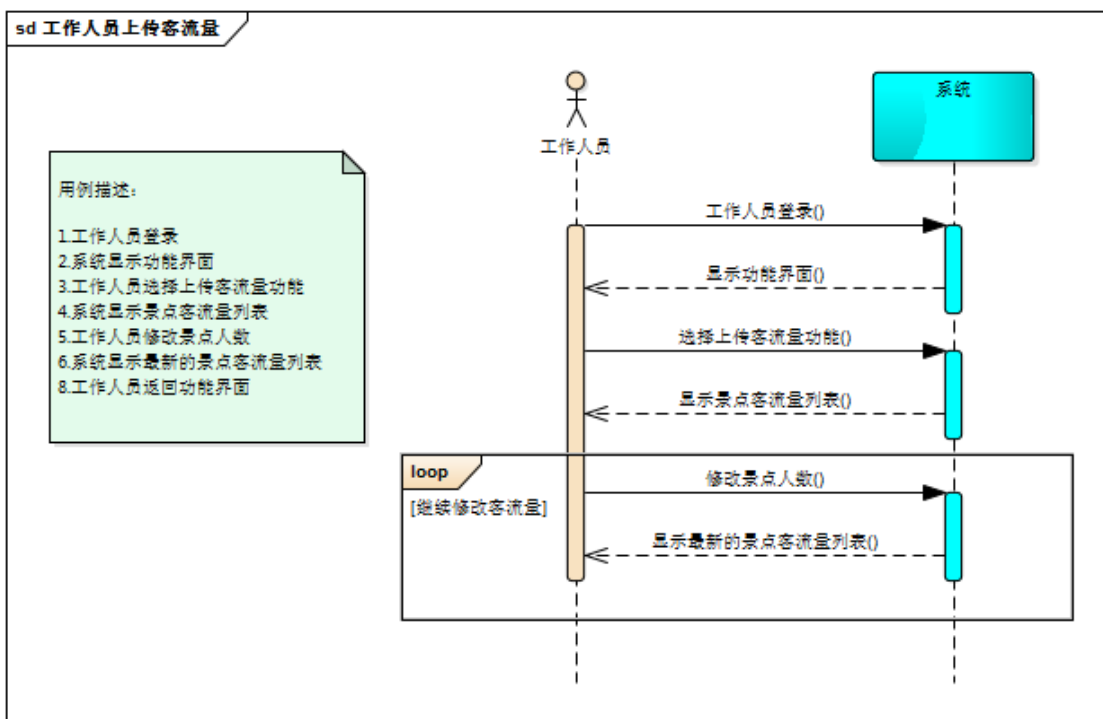 sd 工作人员上传客流量
用例描述：
1.工作人员登录
2.系统显示功能界面
3.工作人员选择上传客流量功能
4.系统显示景点客流量列表
5.工作人员修改景点人数
6.系统显示最新的景点客流量列表
8.工作人员返回功能界面
工作人员
系统
工作人员登录()
显示功能界面()
选择上传客流量功能()
显示景点客流量列表()
loop
[继续修改客流量]
修改景点人数()
显示最新的景点客流量列表()